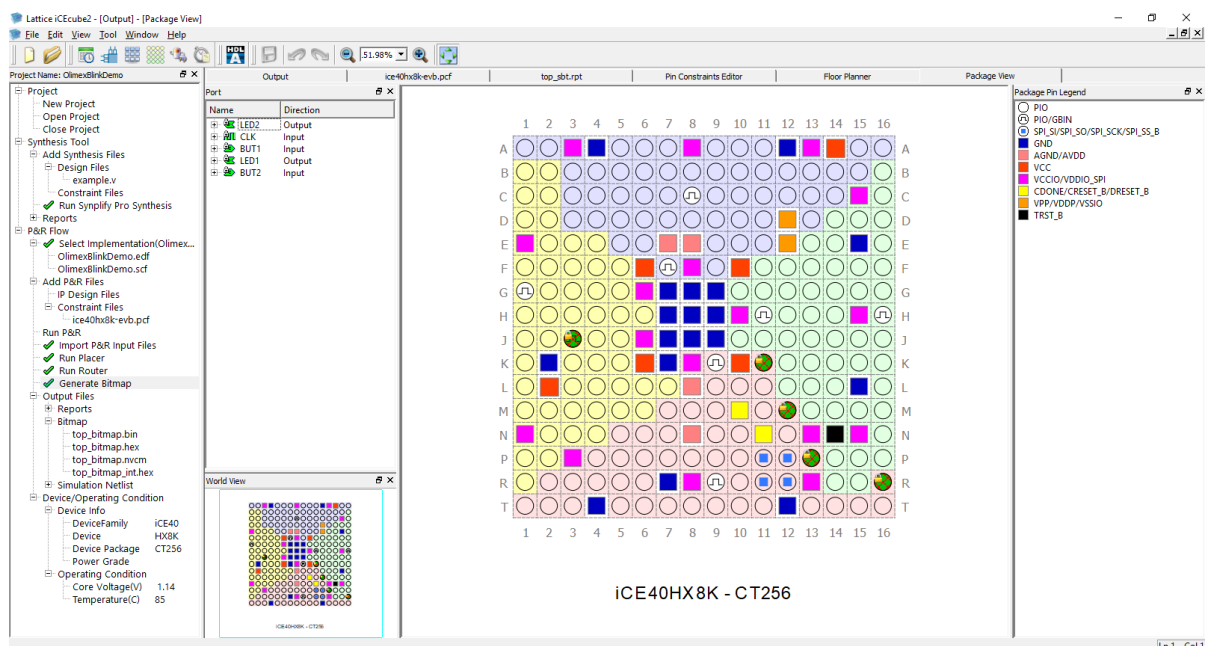 Lattice iCEcube2 - [Output] - [Package View]
File Edit View Tool Window Help
HDL
51.98%
Project Name: OlimexBlinkDemo
Project
New Project
Open Project
Close Project
Synthesis Tool
Add Synthesis Files
Design Files
example.v
Constraint Files
Run Synplify Pro Synthesis
Reports
P&R Flow
Select Implementation(Olimex...
OlimexBlinkDemo.edf
OlimexBlinkDemo.scf
Add P&R Files
IP Design Files
Constraint Files
ice40hx8k-evb.pcf
Run P&R
Import P&R Input Files
Run Placer
Run Router
Generate Bitmap
Output Files
Reports
Bitmap
top_bitmap.bin
top_bitmap.hex
top_bitmap.nvcm
top_bitmap_int.hex
Simulation Netlist
Device/Operating Condition
Device Info
DeviceFamily iCE40
Device HX8K
Device Package CT256
Power Grade
Operating Condition
Core Voltage(V) 1.14
Temperature(C) 85
Output ice40hx8k-evb.pcf top_sbt.rpt Pin Constraints Editor Floor Planner Package View
Port
Name Direction
LED2 Output
CLK Input
BUT1 Input
LED1 Output
BUT2 Input
World View
iCE40HX8K - CT256
1 2 3 4 5 6 7 8 9 10 11 12 13 14 15 16
A A
B B
C C
D D
E E
F F
G G
H H
J J
K K
L L
M M
N N
P P
R R
T T
1 2 3 4 5 6 7 8 9 10 11 12 13 14 15 16
iCE40HX8K - CT256
Package Pin Legend
PIO
PIO/GBIN
SPI_SI/SPI_SO/SPI_SCK/SPI_SS_B
GND
AGND/AVDD
VCC
VCCIO/VDDIO_SPI
CDONE/CRESET_B/DRESET_B
VPP/VDDP/VSSIO
TRST_B
Ln 1 Col 1